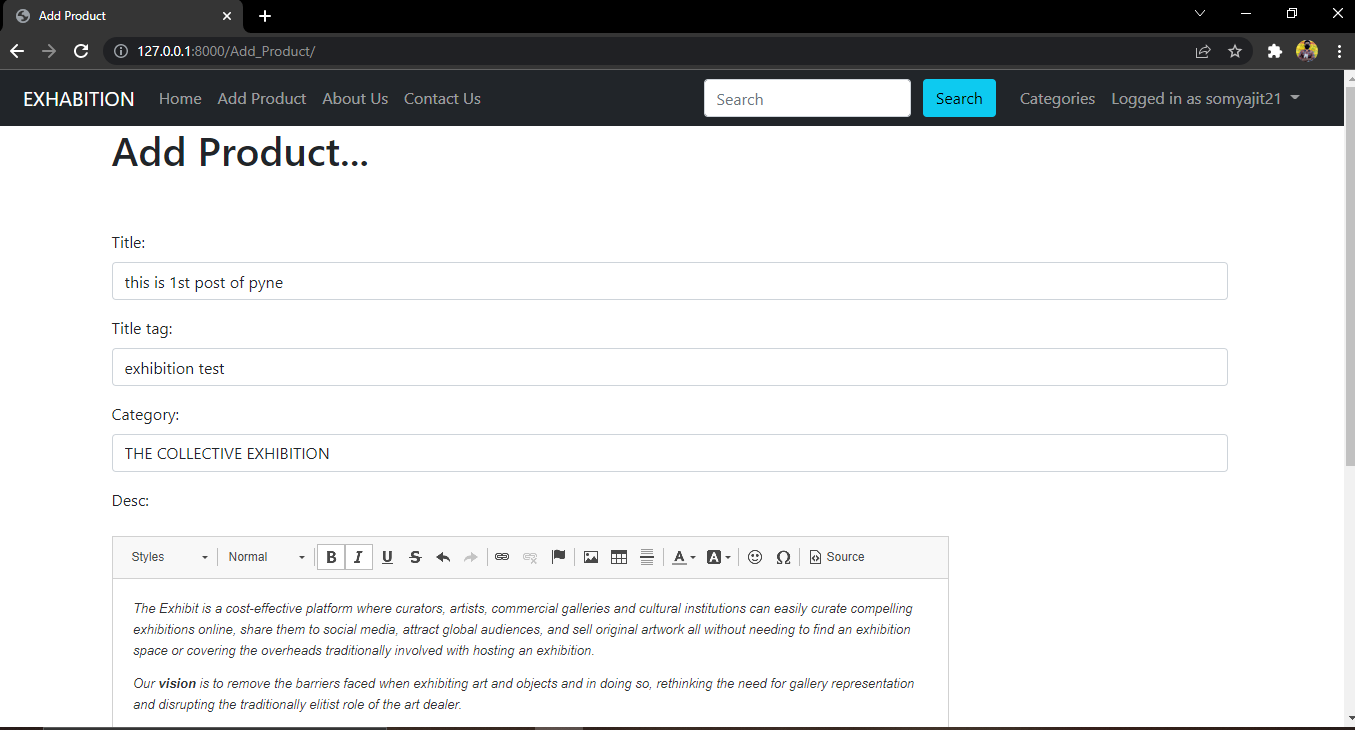 Add Product
127.0.0.1:8000/Add_Product/
EXHABITION Home Add Product About Us Contact Us Search Search Categories Logged in as somyajit21
Add Product...
Title:
this is 1st post of pyne
Title tag:
exhibition test
Category:
THE COLLECTIVE EXHIBITION
Desc:
Styles Normal B I U S A A Ω Source
The Exhibit is a cost-effective platform where curators, artists, commercial galleries and cultural institutions can easily curate compelling
exhibitions online, share them to social media, attract global audiences, and sell original artwork all without needing to find an exhibition
space or covering the overheads traditionally involved with hosting an exhibition.
Our vision is to remove the barriers faced when exhibiting art and objects and in doing so, rethinking the need for gallery representation
and disrupting the traditionally elitist role of the art dealer.